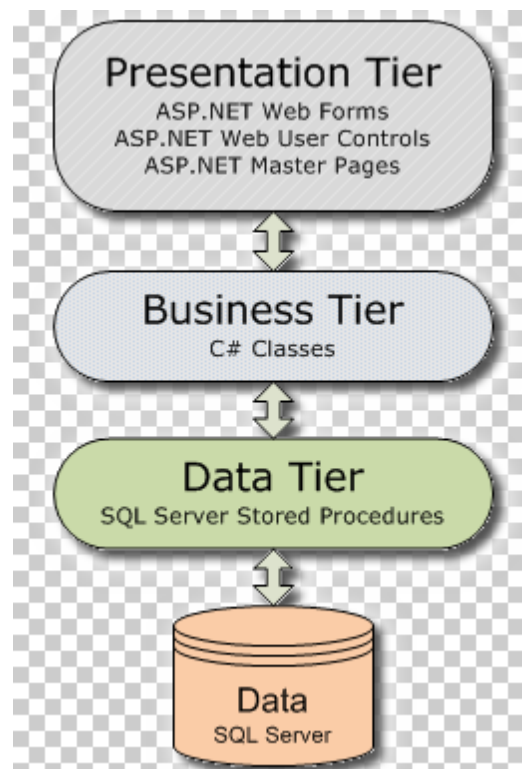 Presentation Tier
ASP.NET Web Forms
ASP.NET Web User Controls
ASP.NET Master Pages
Business Tier
C# Classes
Data Tier
SQL Server Stored Procedures
Data
SQL Server